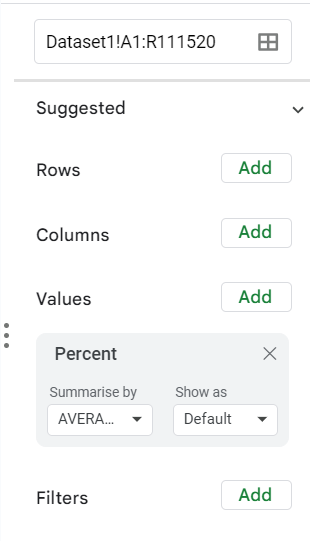 Dataset1!A1:R111520
Suggested
Rows Add
Columns Add
Values Add
Percent
Summarise by Show as
AVERA... Default
Filters Add